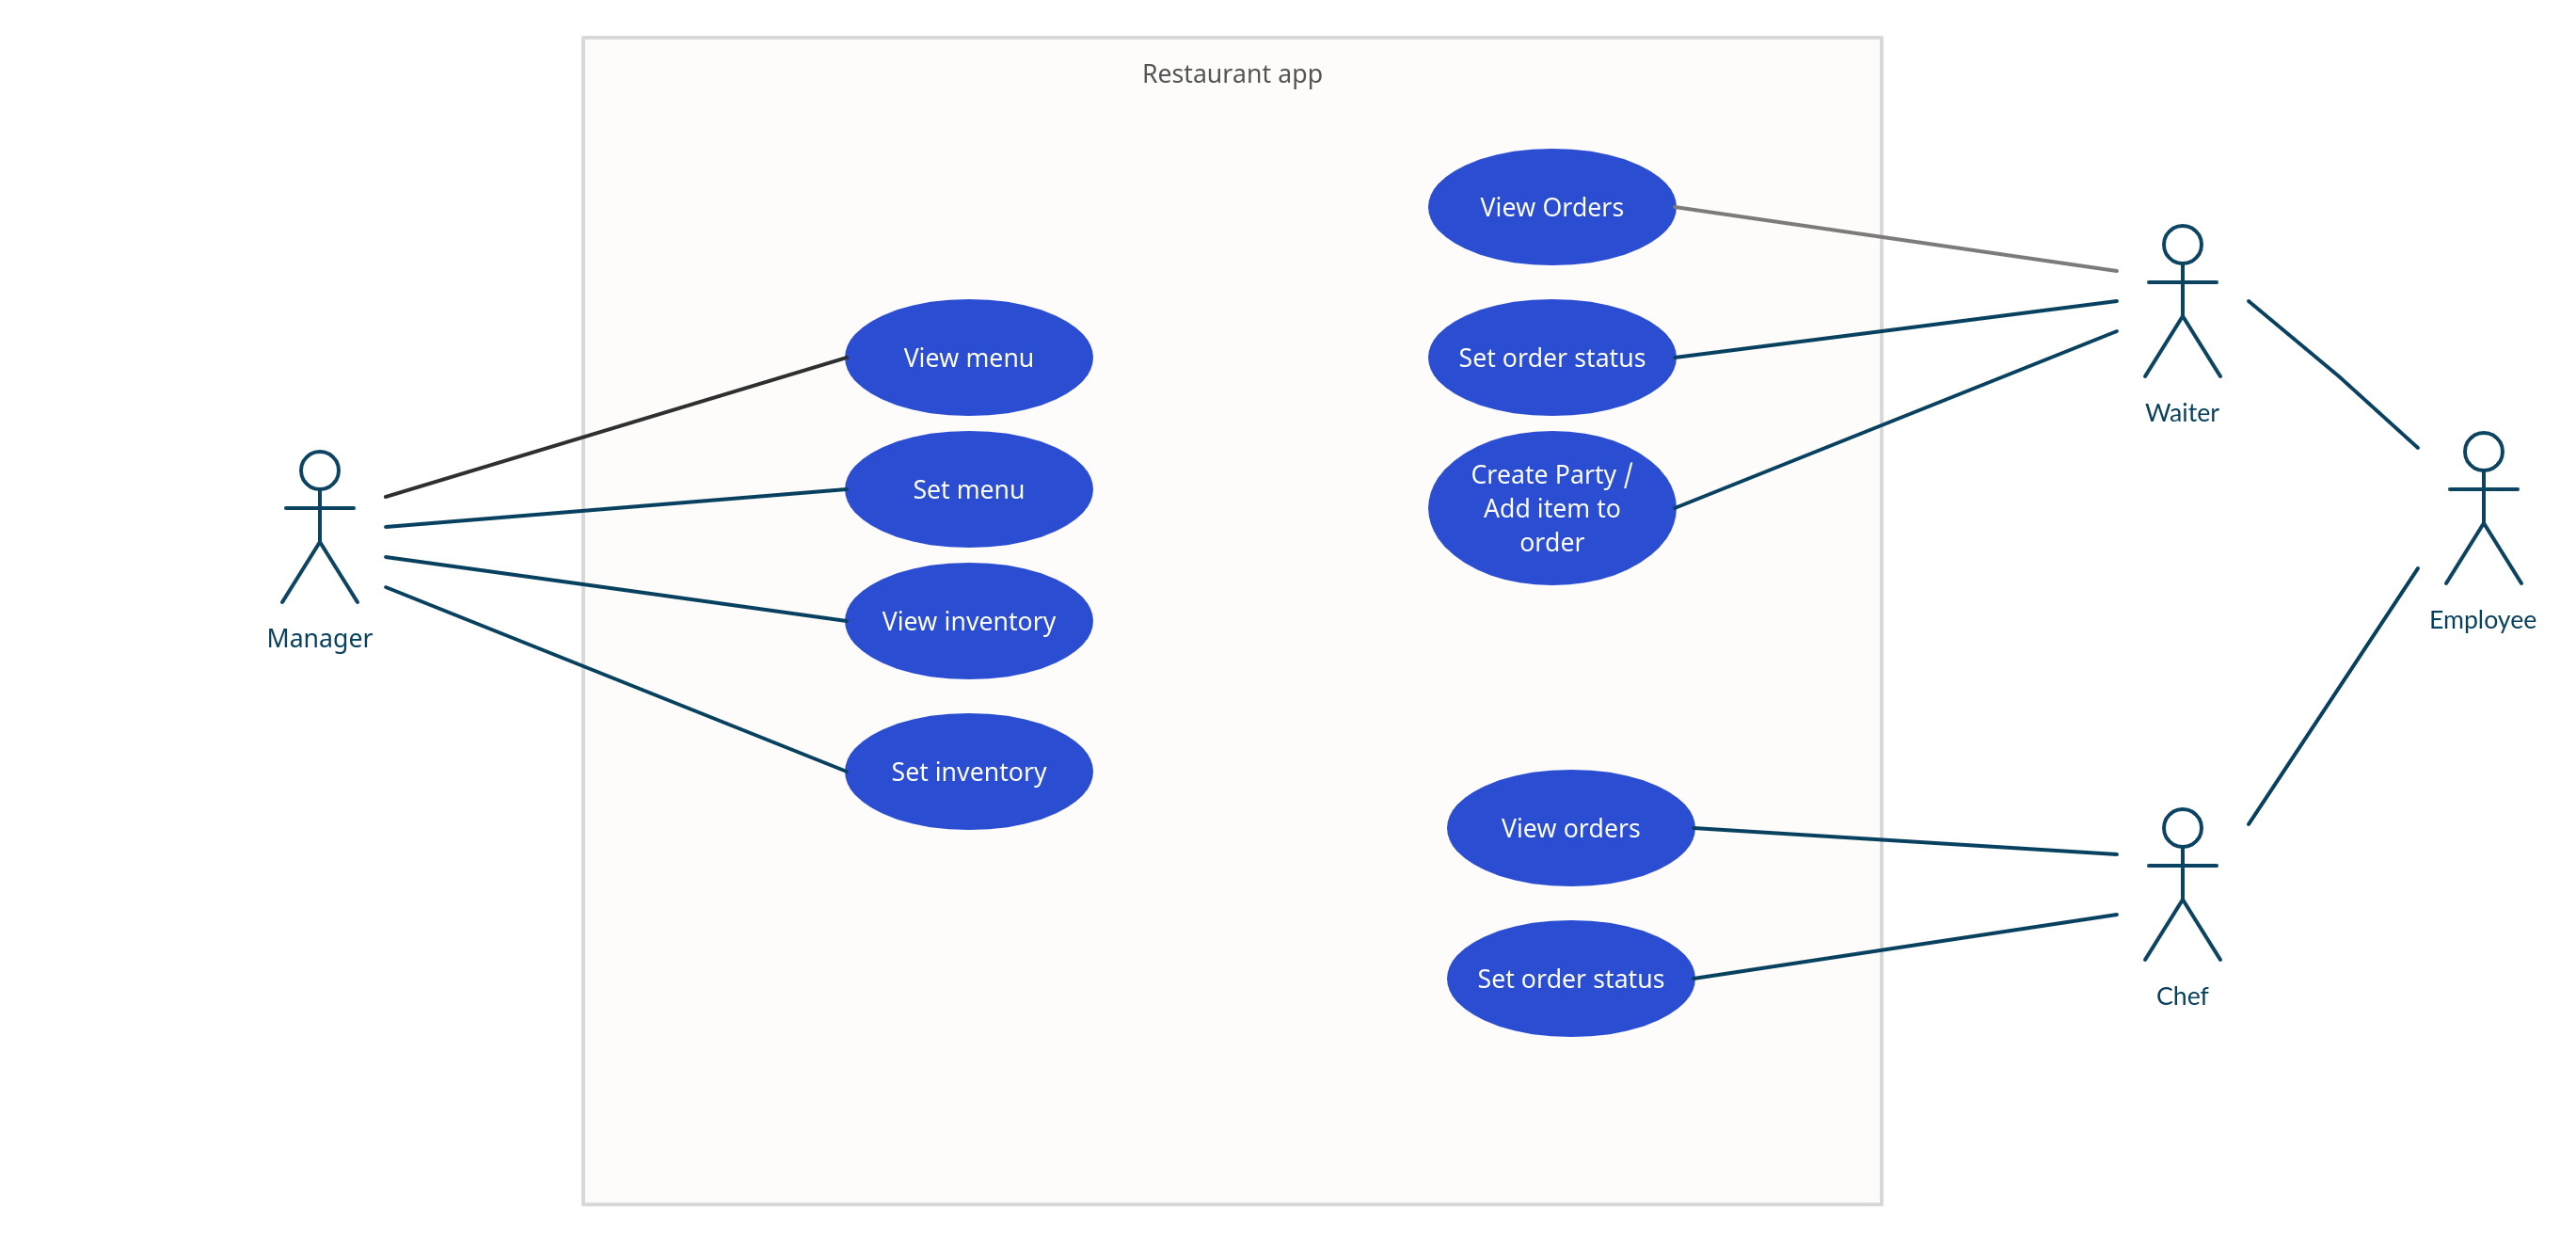 Restaurant app
View Orders
View menu
Set order status
Waiter
Set menu
Create Party /
Add item to
order
Manager
View inventory
Employee
Set inventory
View orders
Set order status
Chef